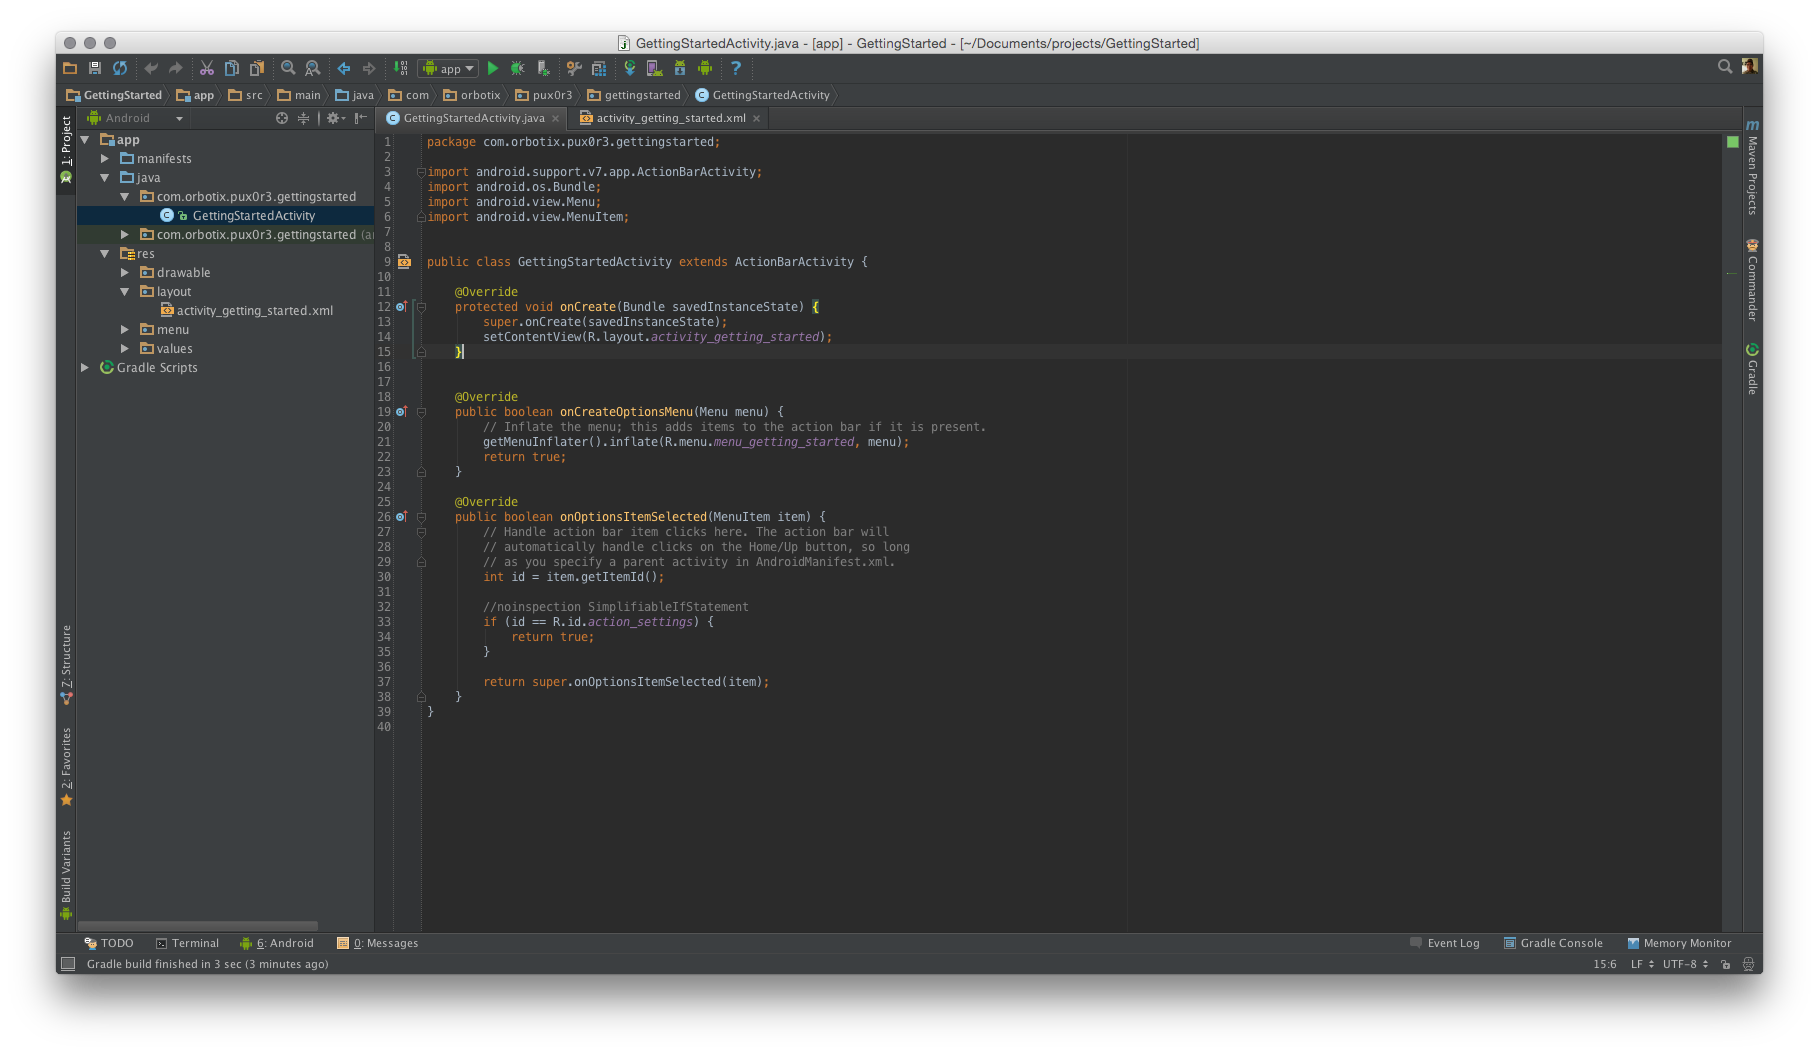 GettingStartedActivity.java - [app] - GettingStarted - [~/Documents/projects/GettingStarted]
app
GettingStarted app src main java com orbotix pux0r3 gettingstarted GettingStartedActivity
Android
GettingStartedActivity.java activity_getting_started.xml
1: Project
app
manifests
java
com.orbotix.pux0r3.gettingstarted
GettingStartedActivity
com.orbotix.pux0r3.gettingstarted (a
res
drawable
layout
activity_getting_started.xml
menu
values
Gradle Scripts
7: Structure
2: Favorites
Build Variants
1 package com.orbotix.pux0r3.gettingstarted;
2
3 import android.support.v7.app.ActionBarActivity;
4 import android.os.Bundle;
5 import android.view.Menu;
6 import android.view.MenuItem;
7
8
9 public class GettingStartedActivity extends ActionBarActivity {
10
11 @Override
12 protected void onCreate(Bundle savedInstanceState) {
13 super.onCreate(savedInstanceState);
14 setContentView(R.layout.activity_getting_started);
15 }
16
17
18 @Override
19 public boolean onCreateOptionsMenu(Menu menu) {
20 // Inflate the menu; this adds items to the action bar if it is present.
21 getMenuInflater().inflate(R.menu.menu_getting_started, menu);
22 return true;
23 }
24
25 @Override
26 public boolean onOptionsItemSelected(MenuItem item) {
27 // Handle action bar item clicks here. The action bar will
28 // automatically handle clicks on the Home/Up button, so long
29 // as you specify a parent activity in AndroidManifest.xml.
30 int id = item.getItemId();
31
32 //noinspection SimplifiableIfStatement
33 if (id == R.id.action_settings) {
34 return true;
35 }
36
37 return super.onOptionsItemSelected(item);
38 }
39 }
40
Maven Projects
Commander
Gradle
TODO Terminal 6: Android 0: Messages Event Log Gradle Console Memory Monitor
Gradle build finished in 3 sec (3 minutes ago) 15:6 LF UTF-8